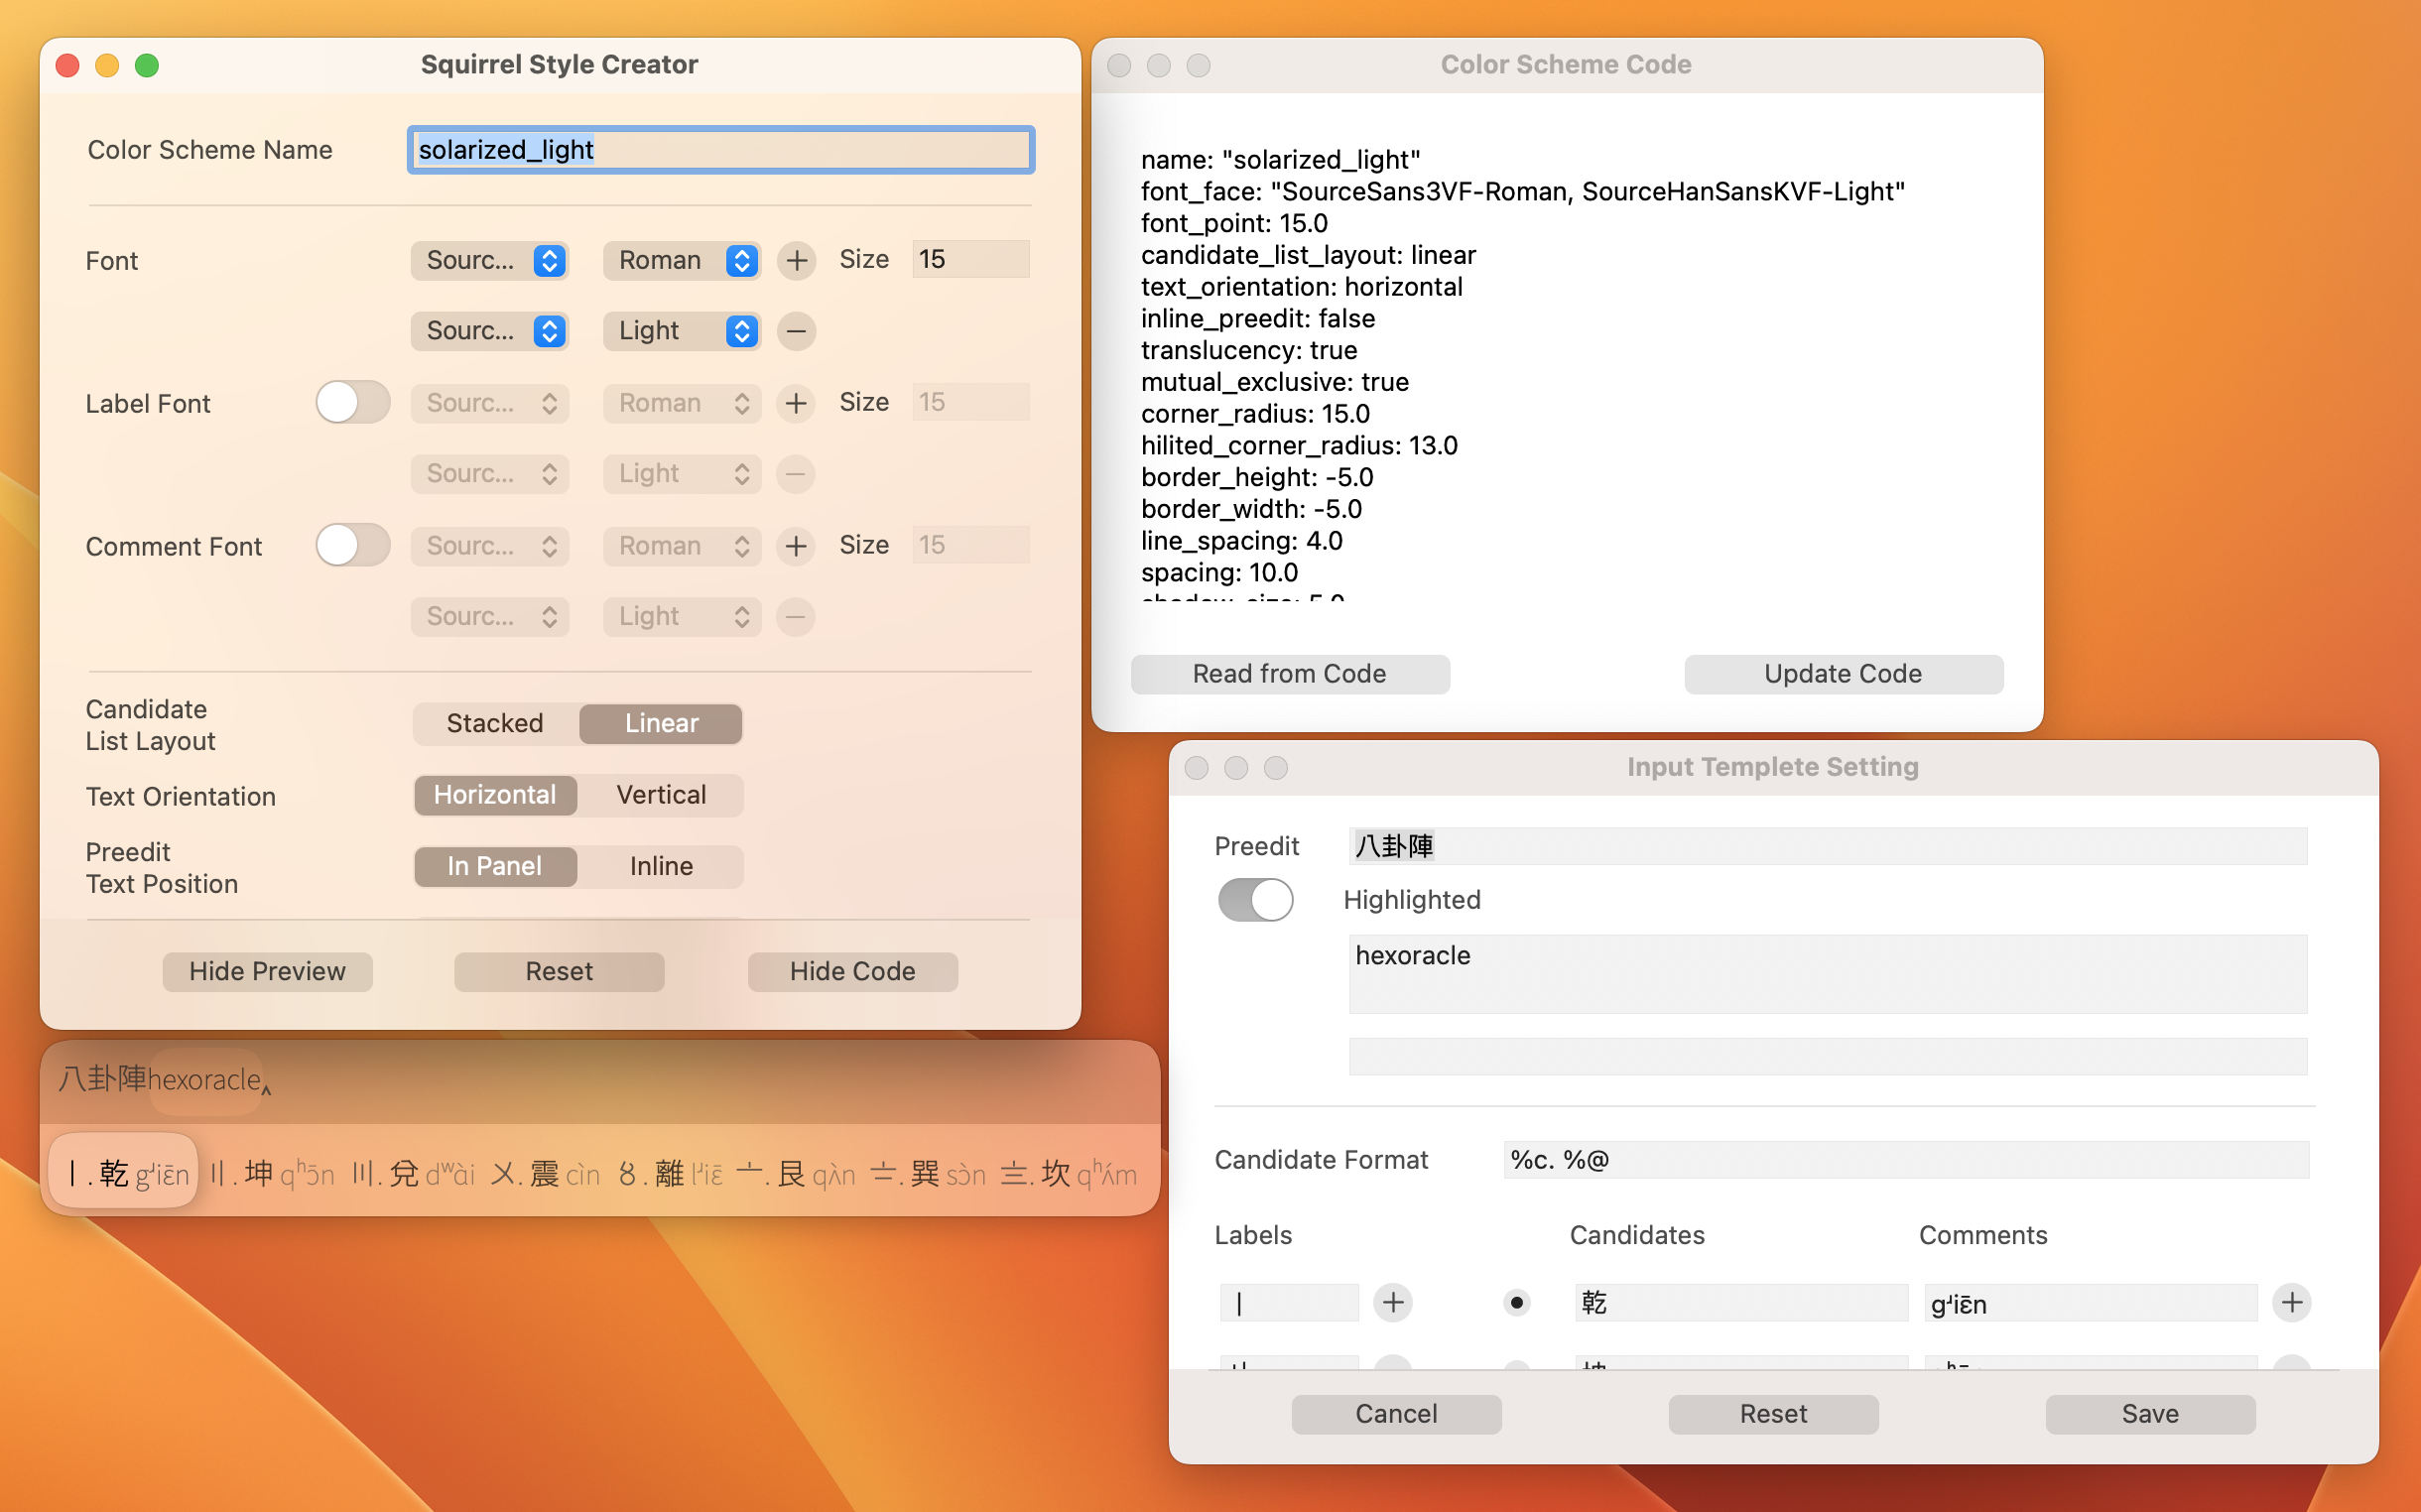 Squirrel Style Creator
Color Scheme Name
solarized_light
Font
Sourc...
Roman
Size
15
Sourc...
Light
Label Font
Sourc...
Roman
Size
15
Sourc...
Light
Comment Font
Sourc...
Roman
Size
15
Sourc...
Light
Candidate
List Layout
Stacked
Linear
Text Orientation
Horizontal
Vertical
Preedit
Text Position
In Panel
Inline
Hide Preview
Reset
Hide Code
八卦陣hexoracle‸
〡. 乾 gꜗiɛ̄n 〢. 坤 qʰɔ̄n 〣. 兌 dʷài 〤. 震 cìn 〥. 離 lꜗiɛ̄ 〦. 艮 qʌ̀n 〧. 巽 sɔ̀n 〨. 坎 qʰʌ́m
Color Scheme Code
name: "solarized_light"
font_face: "SourceSans3VF-Roman, SourceHanSansKVF-Light"
font_point: 15.0
candidate_list_layout: linear
text_orientation: horizontal
inline_preedit: false
translucency: true
mutual_exclusive: true
corner_radius: 15.0
hilited_corner_radius: 13.0
border_height: -5.0
border_width: -5.0
line_spacing: 4.0
spacing: 10.0
shadow_size: 5.0
Read from Code
Update Code
Input Templete Setting
Preedit
八卦陣
Highlighted
hexoracle
Candidate Format
%c. %@
Labels
Candidates
Comments
〡
乾
gꜗiɛ̄n
Cancel
Reset
Save